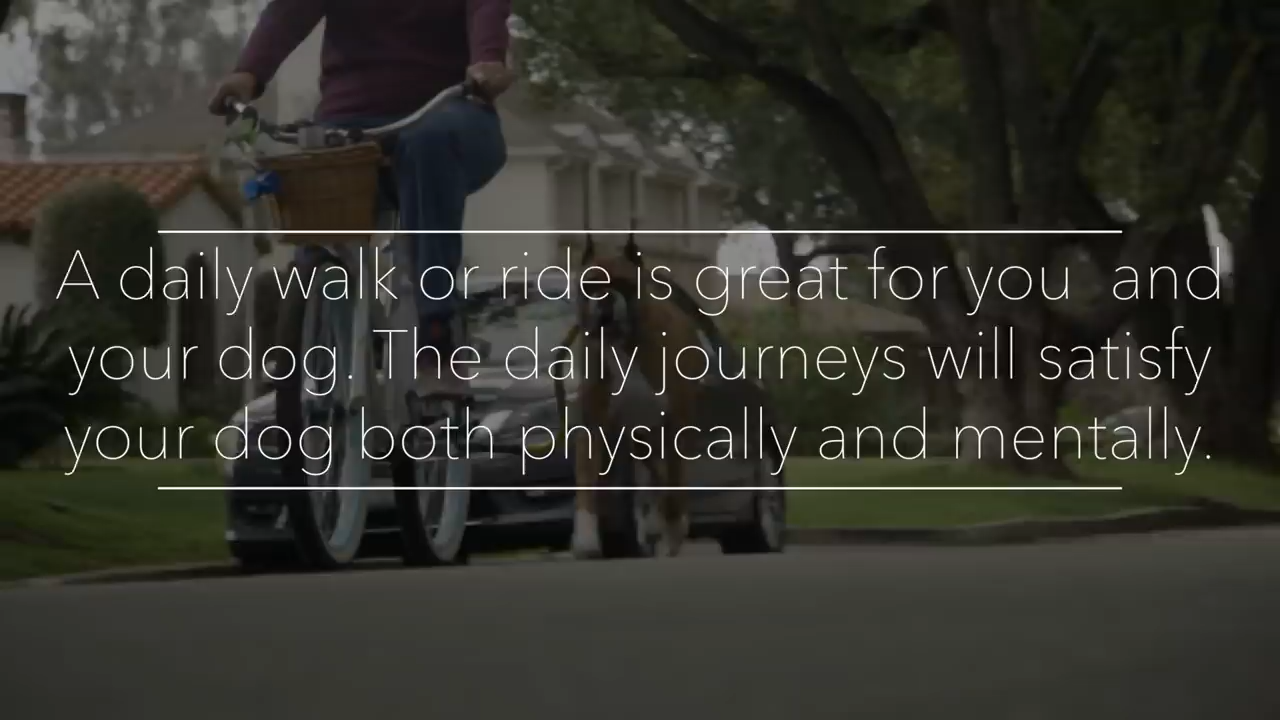 A daily walk or ride is great for you  and
your dog. The daily journeys will satisfy
your dog both physically and mentally.